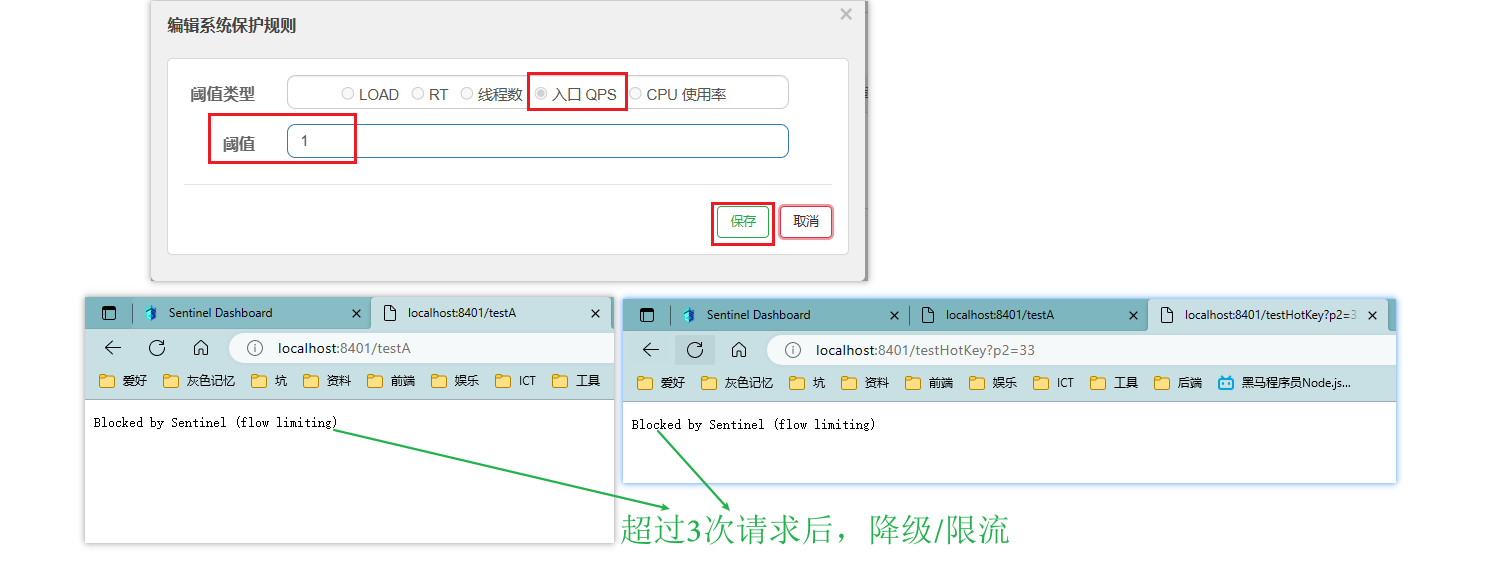 编辑系统保护规则 ×
阈值类型 LOAD RT 线程数 入口 QPS CPU 使用率
阈值 1
保存 取消
Sentinel Dashboard × localhost:8401/testA ×
localhost:8401/testA
爱好 灰色记忆 坑 资料 前端 娱乐 ICT 工具
Blocked by Sentinel (flow limiting)
Sentinel Dashboard × localhost:8401/testA × localhost:8401/testHotKey?p2=3 ×
localhost:8401/testHotKey?p2=33
爱好 灰色记忆 坑 资料 前端 娱乐 ICT 工具 后端 黑马程序员Node.js...
Blocked by Sentinel (flow limiting)
超过3次请求后，降级/限流